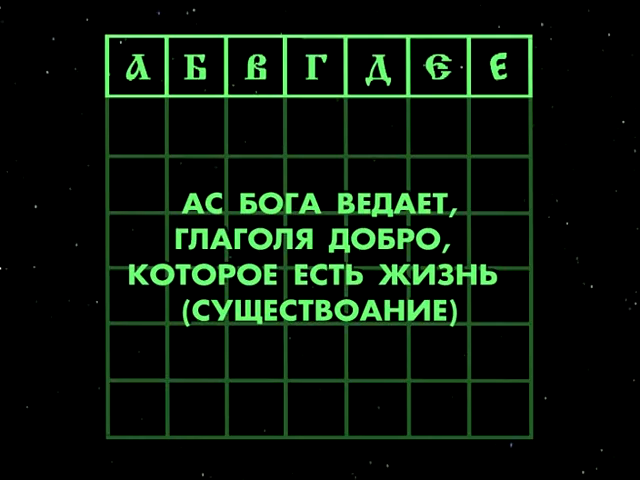 А Б В Г Д Ѥ Є
АС БОГА ВЕДАЕТ,
ГЛАГОЛЯ ДОБРО,
КОТОРОЕ ЕСТЬ ЖИЗНЬ
(СУЩЕСТВОАНИЕ)